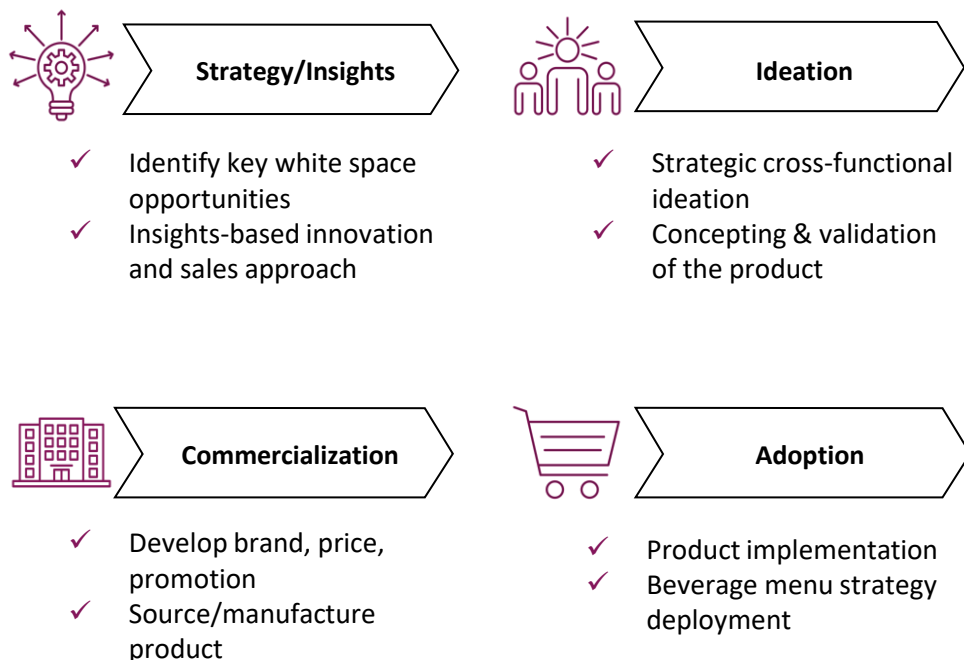 Strategy/Insights
✓ Identify key white space
opportunities
✓ Insights-based innovation
and sales approach
Ideation
✓ Strategic cross-functional
ideation
✓ Concepting & validation
of the product
Commercialization
✓ Develop brand, price,
promotion
✓ Source/manufacture
product
Adoption
✓ Product implementation
✓ Beverage menu strategy
deployment